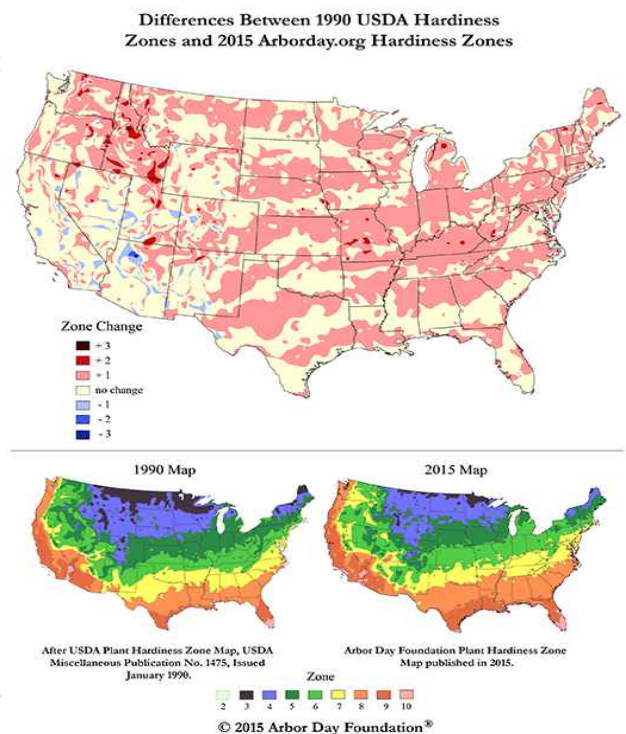 Differences Between 1990 USDA Hardiness
Zones and 2015 Arborday.org Hardiness Zones
Zone Change
+ 3
+ 2
+ 1
no change
- 1
- 2
- 3
1990 Map
2015 Map
After USDA Plant Hardiness Zone Map, USDA
Miscellaneous Publication No. 1475, Issued
January 1990.
Arbor Day Foundation Plant Hardiness Zone
Map published in 2015.
Zone
2 3 4 5 6 7 8 9 10
© 2015 Arbor Day Foundation®